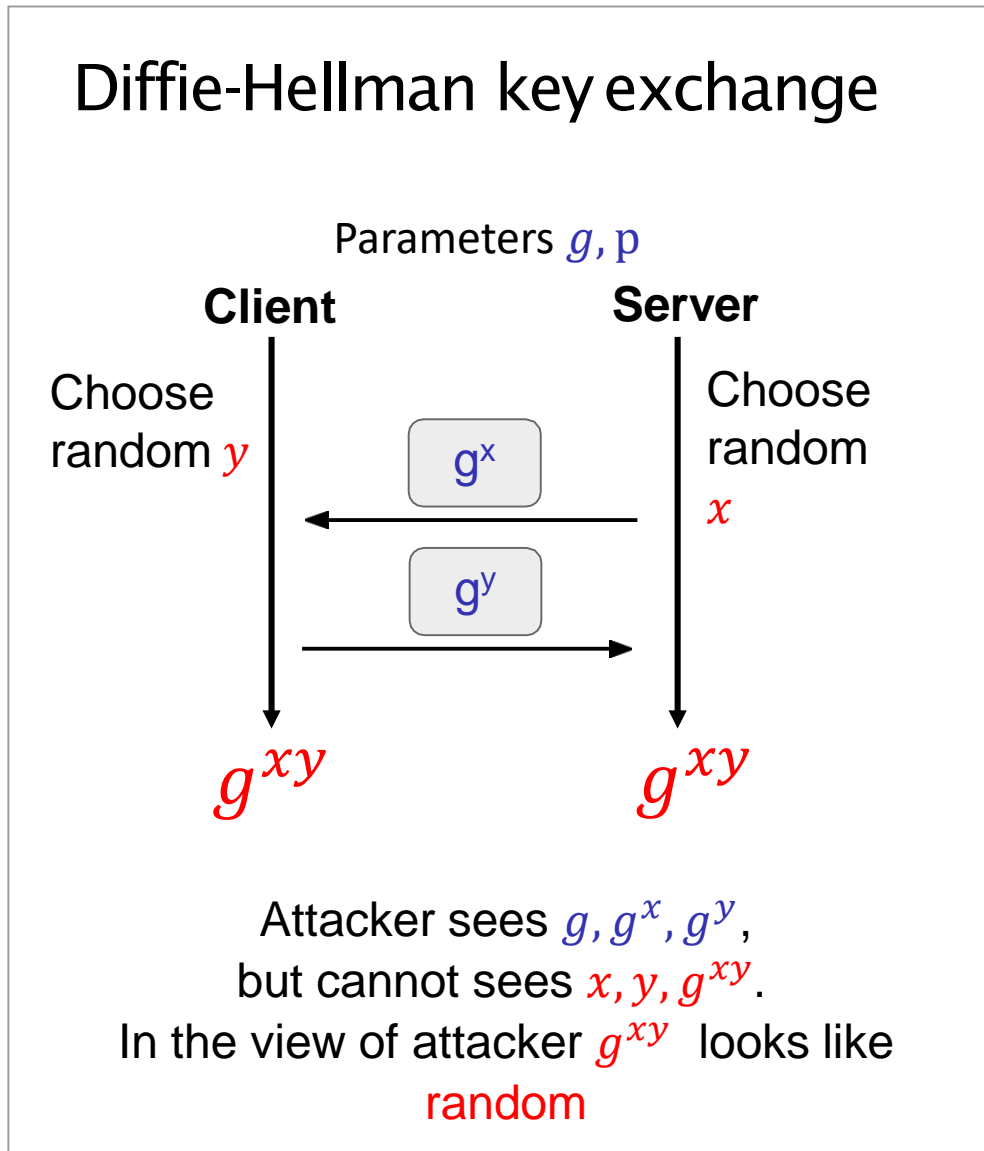 Diffie-Hellman key exchange
Parameters g, p
Client
Server
Choose
random y
Choose
random
x
g^x
g^y
g^{xy}
g^{xy}
Attacker sees g, g^x, g^y,
but cannot sees x, y, g^{xy}.
In the view of attacker g^{xy} looks like
random